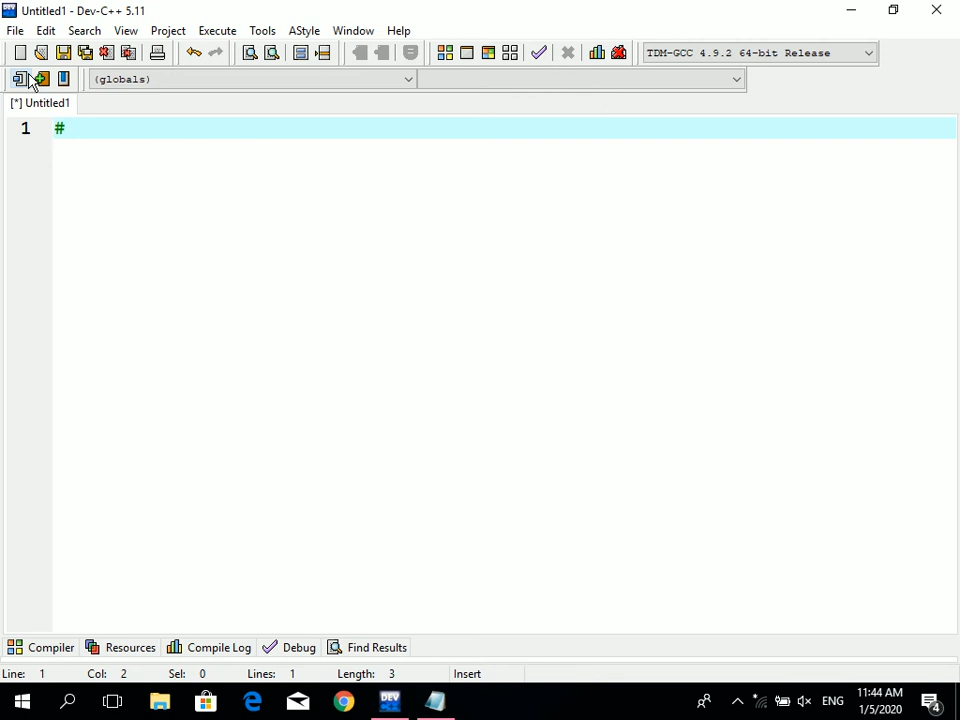 Untitled1 - Dev-C++ 5.11
File Edit Search View Project Execute Tools AStyle Window Help
TDM-GCC 4.9.2 64-bit Release
(globals)
[*] Untitled1
1 #
Compiler Resources Compile Log Debug Find Results
Line: 1 Col: 2 Sel: 0 Lines: 1 Length: 3 Insert
DEV
ENG
11:44 AM
1/5/2020
4